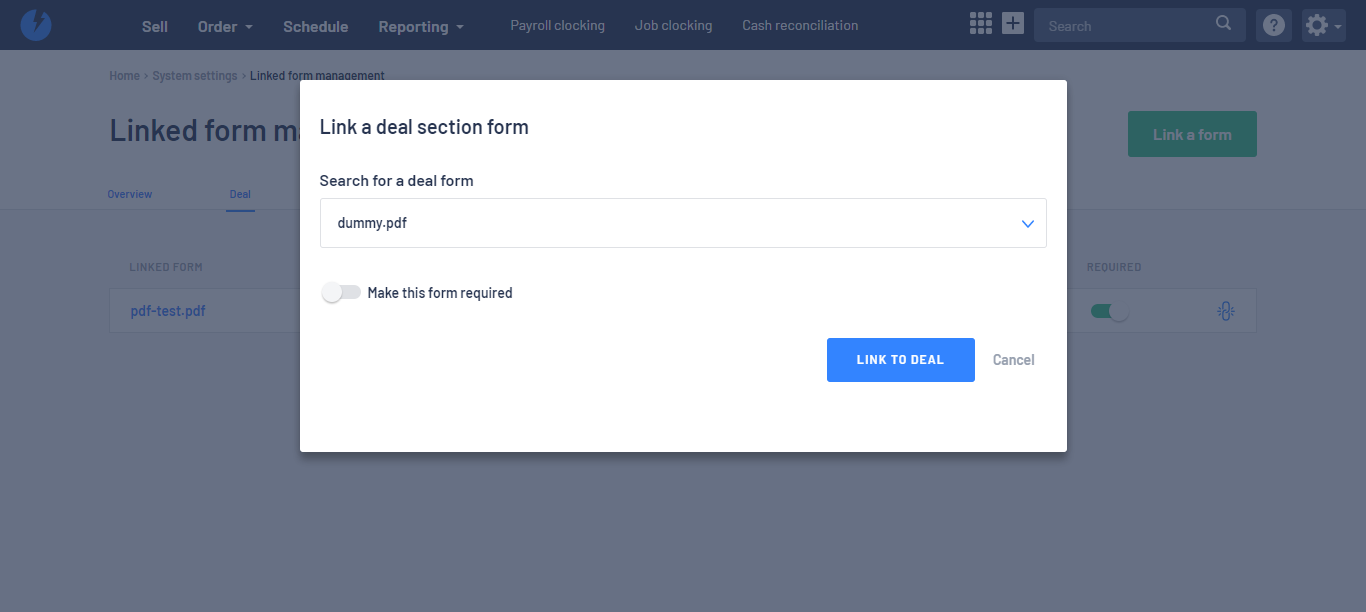 Sell Order Schedule Reporting Payroll clocking Job clocking Cash reconciliation Search
Home › System settings › Linked form management
Linked form m
Link a form
Overview Deal
LINKED FORM REQUIRED
pdf-test.pdf
Link a deal section form
Search for a deal form
dummy.pdf
Make this form required
LINK TO DEAL Cancel